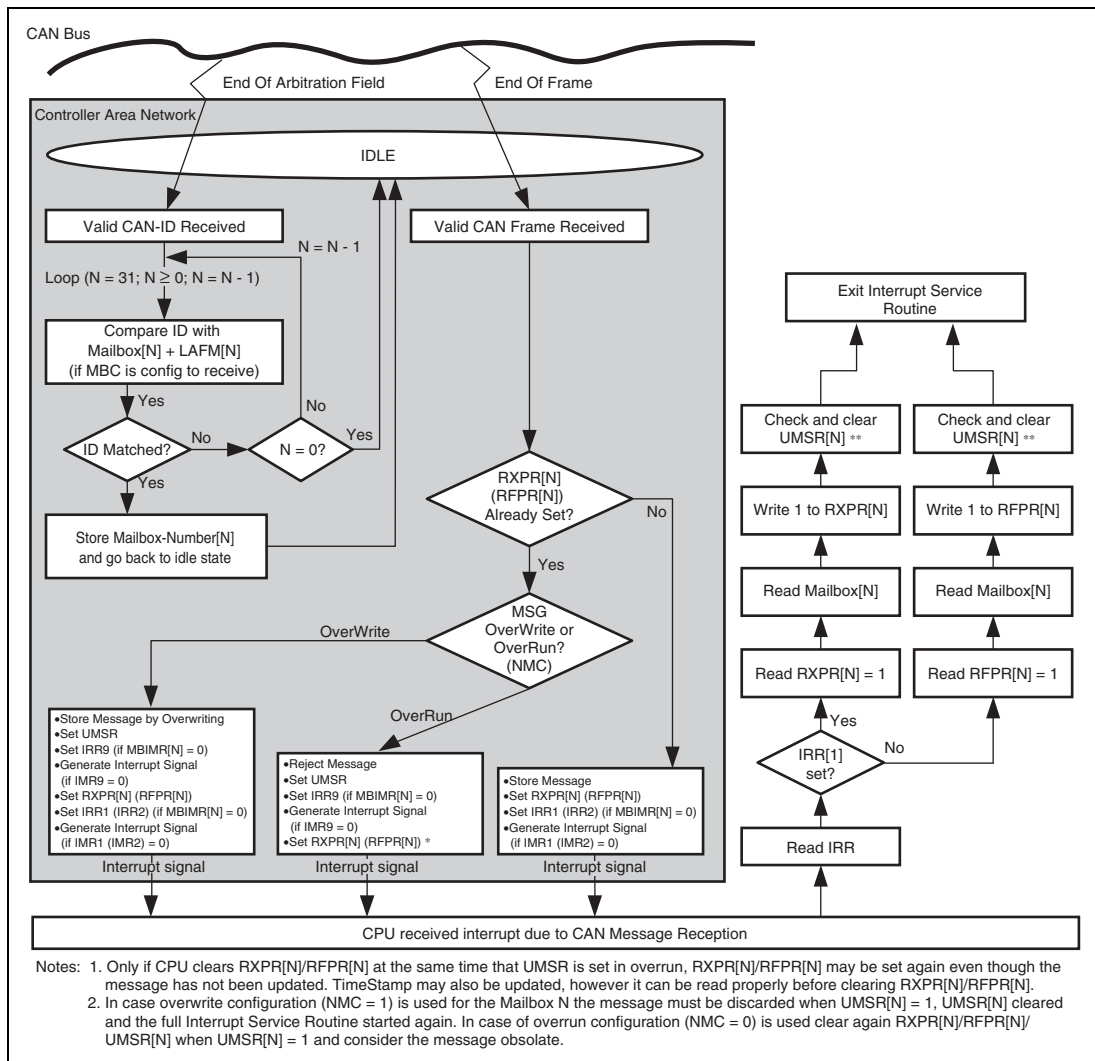 CAN Bus
End Of Arbitration Field
End Of Frame
Controller Area Network
IDLE
Valid CAN-ID Received
Valid CAN Frame Received
N = N - 1
Loop (N = 31; N ≥ 0; N = N - 1)
Compare ID with
Mailbox[N] + LAFM[N]
(if MBC is config to receive)
Yes
No
ID Matched?
No
N = 0?
Yes
Yes
Store Mailbox-Number[N]
and go back to idle state
RXPR[N]
(RFPR[N])
Already Set?
No
Yes
MSG
OverWrite or
OverRun?
(NMC)
OverWrite
OverRun
•Store Message by Overwriting
•Set UMSR
•Set IRR9 (if MBIMR[N] = 0)
•Generate Interrupt Signal
(if IMR9 = 0)
•Set RXPR[N] (RFPR[N])
•Set IRR1 (IRR2) (if MBIMR[N] = 0)
•Generate Interrupt Signal
(if IMR1 (IMR2) = 0)
•Reject Message
•Set UMSR
•Set IRR9 (if MBIMR[N] = 0)
•Generate Interrupt Signal
(if IMR9 = 0)
•Set RXPR[N] (RFPR[N]) *
•Store Message
•Set RXPR[N] (RFPR[N])
•Set IRR1 (IRR2) (if MBIMR[N] = 0)
•Generate Interrupt Signal
(if IMR1 (IMR2) = 0)
Interrupt signal
Interrupt signal
Interrupt signal
Exit Interrupt Service
Routine
Check and clear
UMSR[N] **
Check and clear
UMSR[N] **
Write 1 to RXPR[N]
Write 1 to RFPR[N]
Read Mailbox[N]
Read Mailbox[N]
Read RXPR[N] = 1
Read RFPR[N] = 1
Yes
No
IRR[1]
set?
Read IRR
CPU received interrupt due to CAN Message Reception
Notes: 1. Only if CPU clears RXPR[N]/RFPR[N] at the same time that UMSR is set in overrun, RXPR[N]/RFPR[N] may be set again even though the
message has not been updated. TimeStamp may also be updated, however it can be read properly before clearing RXPR[N]/RFPR[N].
2. In case overwrite configuration (NMC = 1) is used for the Mailbox N the message must be discarded when UMSR[N] = 1, UMSR[N] cleared
and the full Interrupt Service Routine started again. In case of overrun configuration (NMC = 0) is used clear again RXPR[N]/RFPR[N]/
UMSR[N] when UMSR[N] = 1 and consider the message obsolate.